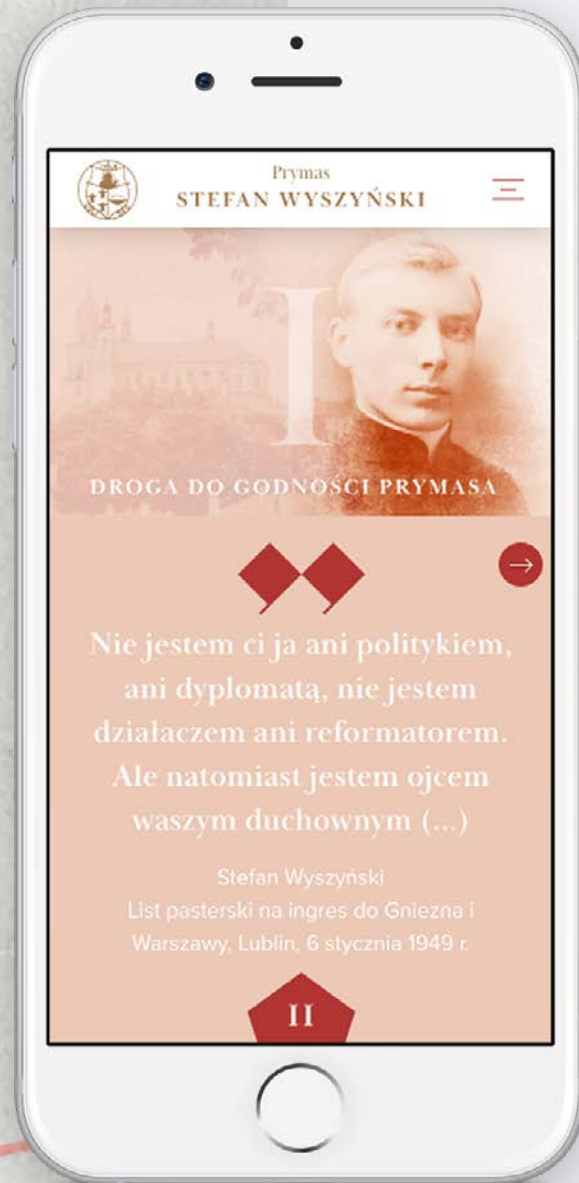 Prymas
STEFAN WYSZYŃSKI
I
DROGA DO GODNOŚCI PRYMASA
Nie jestem ci ja ani politykiem,
ani dyplomatą, nie jestem
działaczem ani reformatorem.
Ale natomiast jestem ojcem
waszym duchownym (...)
Stefan Wyszyński
List pasterski na ingres do Gniezna i
Warszawy, Lublin, 6 stycznia 1949 r.
II